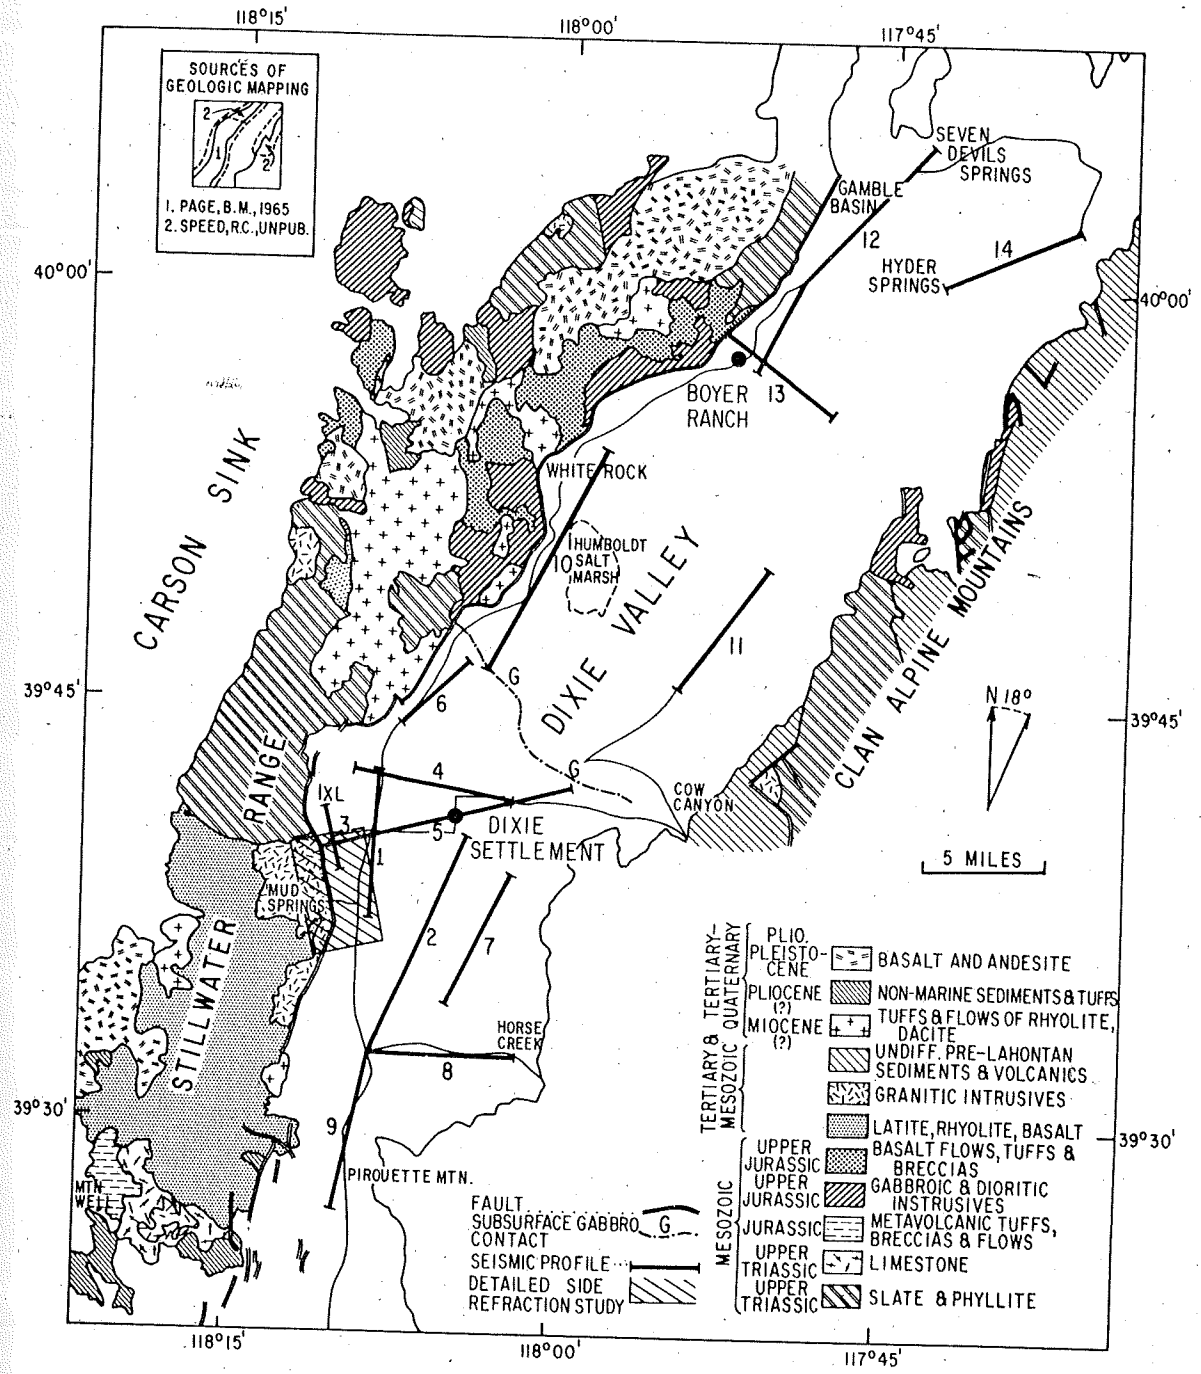 118°15'
118°00'
117°45'
SOURCES OF
GEOLOGIC MAPPING
2
1
2
1. PAGE, B.M., 1965
2. SPEED, R.C., UNPUB.
SEVEN
DEVILS
SPRINGS
GAMBLE
BASIN
12
14
HYDER
SPRINGS
40°00'
40°00'
BOYER
RANCH
13
CARSON SINK
WHITE ROCK
HUMBOLDT
SALT
MARSH
10
DIXIE VALLEY
11
CLAN ALPINE MOUNTAINS
39°45'
39°45'
G
6
N 18°
4
G
COW
CANYON
IXL
3
5
DIXIE
SETTLEMENT
1
5 MILES
MUD
SPRINGS
2
7
STILLWATER RANGE
HORSE
CREEK
8
39°30'
39°30'
9
PIROUETTE MTN.
MTN
WELL
TERTIARY & TERTIARY-
MESOZOIC QUATERNARY
PLIO.
PLEISTO-
CENE
BASALT AND ANDESITE
PLIOCENE
(?)
NON-MARINE SEDIMENTS & TUFFS
MIOCENE
(?)
TUFFS & FLOWS OF RHYOLITE,
DACITE
UNDIFF. PRE-LAHONTAN
SEDIMENTS & VOLCANICS
GRANITIC INTRUSIVES
LATITE, RHYOLITE, BASALT
MESOZOIC
UPPER
JURASSIC
BASALT FLOWS, TUFFS &
BRECCIAS
UPPER
JURASSIC
GABBROIC & DIORITIC
INSTRUSIVES
JURASSIC
METAVOLCANIC TUFFS,
BRECCIAS & FLOWS
UPPER
TRIASSIC
LIMESTONE
UPPER
TRIASSIC
SLATE & PHYLLITE
FAULT
SUBSURFACE GABBRO
CONTACT
G
SEISMIC PROFILE
DETAILED SIDE
REFRACTION STUDY
118°15'
118°00'
117°45'